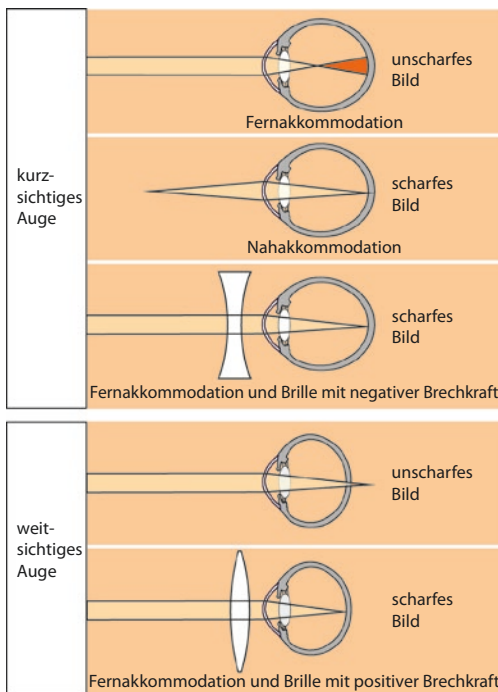 kurz-
sichtiges
Auge
unscharfes
Bild
Fernakkommodation
scharfes
Bild
Nahakkommodation
scharfes
Bild
Fernakkommodation und Brille mit negativer Brechkraft
weit-
sichtiges
Auge
unscharfes
Bild
scharfes
Bild
Fernakkommodation und Brille mit positiver Brechkraft